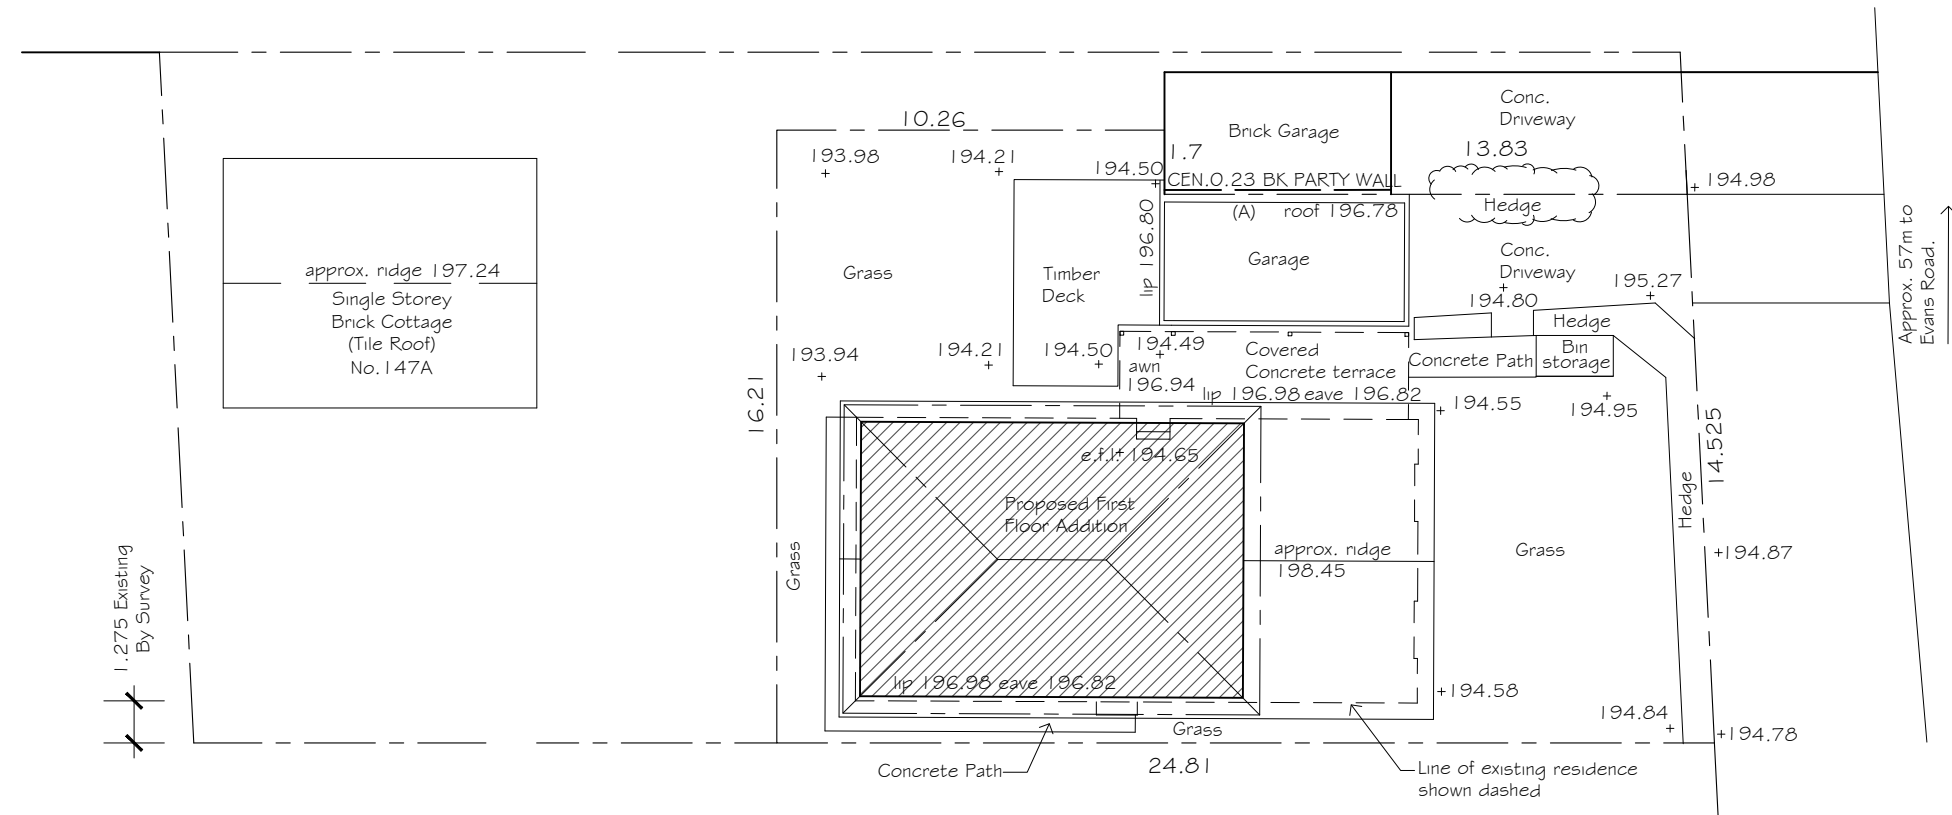 10.26
193.98
194.21
194.50
1.7
Brick Garage
Conc.
Driveway
13.83
CEN.0.23 BK PARTY WALL
194.98
(A)
roof 196.78
Hedge
lip 196.80
approx. ridge 197.24
Single Storey
Brick Cottage
(Tile Roof)
No.147A
Grass
Timber
Deck
Garage
Conc.
Driveway
195.27
194.80
Approx. 57m to
Evans Road.
Hedge
193.94
194.21
194.50
194.49
awn
196.94
Covered
Concrete terrace
Concrete Path
Bin
storage
lip 196.98 eave 196.82
194.55
194.95
16.21
14.525
e.f.l. 194.65
Proposed First
Floor Addition
Hedge
approx. ridge
198.45
Grass
194.87
Grass
1.275 Existing
By Survey
lip 196.98 eave 196.82
194.58
194.84
194.78
Grass
Concrete Path
24.81
Line of existing residence
shown dashed